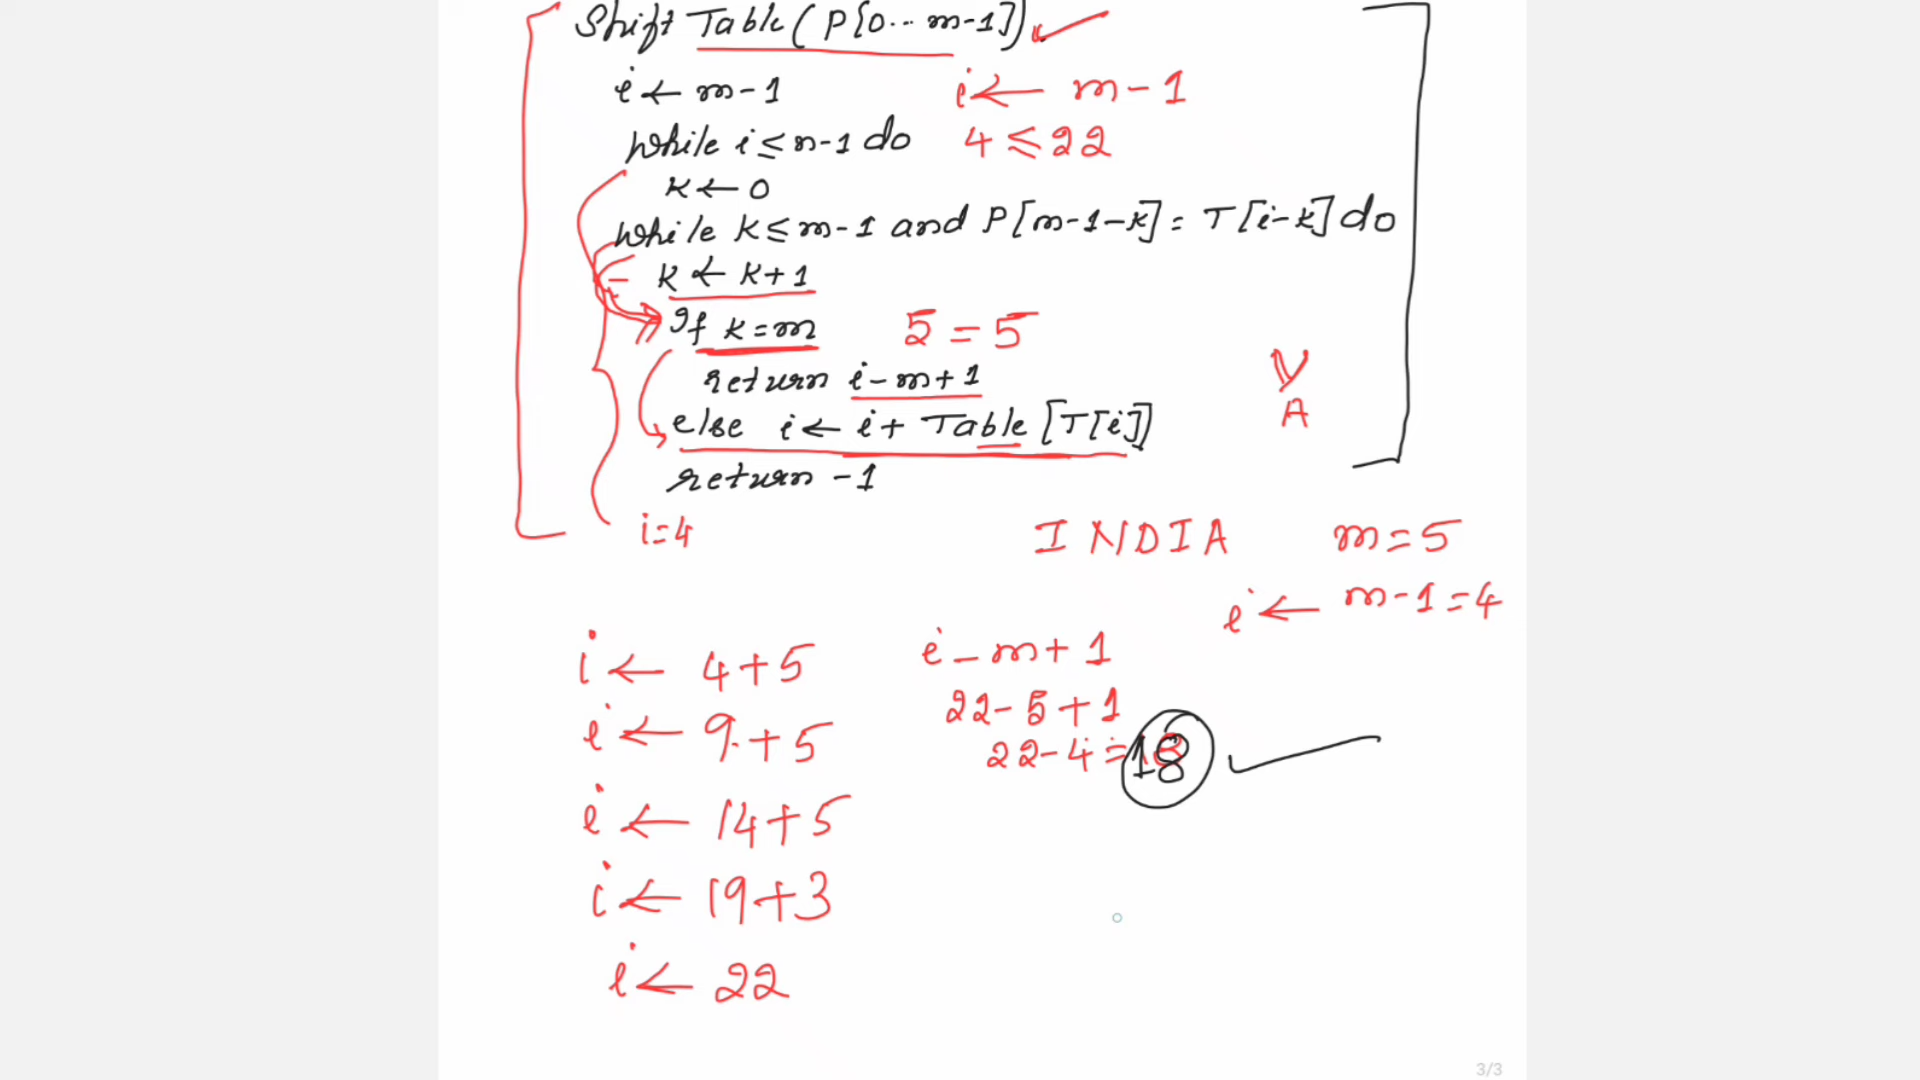 Shift Table(P[0... m-1])
i ← m-1 i ← m-1
while i ≤ n-1 do 4 ≤ 22
K ← 0
while K ≤ m-1 and P[m-1-K] = T[i-K] do
K ← K+1
If K=m 5 = 5
return i-m+1 V
A
else i ← i+ Table [T[i]]
return -1
i=4 INDIA m=5
i ← m-1=4
i ← 4+5 i-m+1
i ← 9+5 22-5+1
22-4=18
i ← 14+5
i ← 19+3
i ← 22
3/3